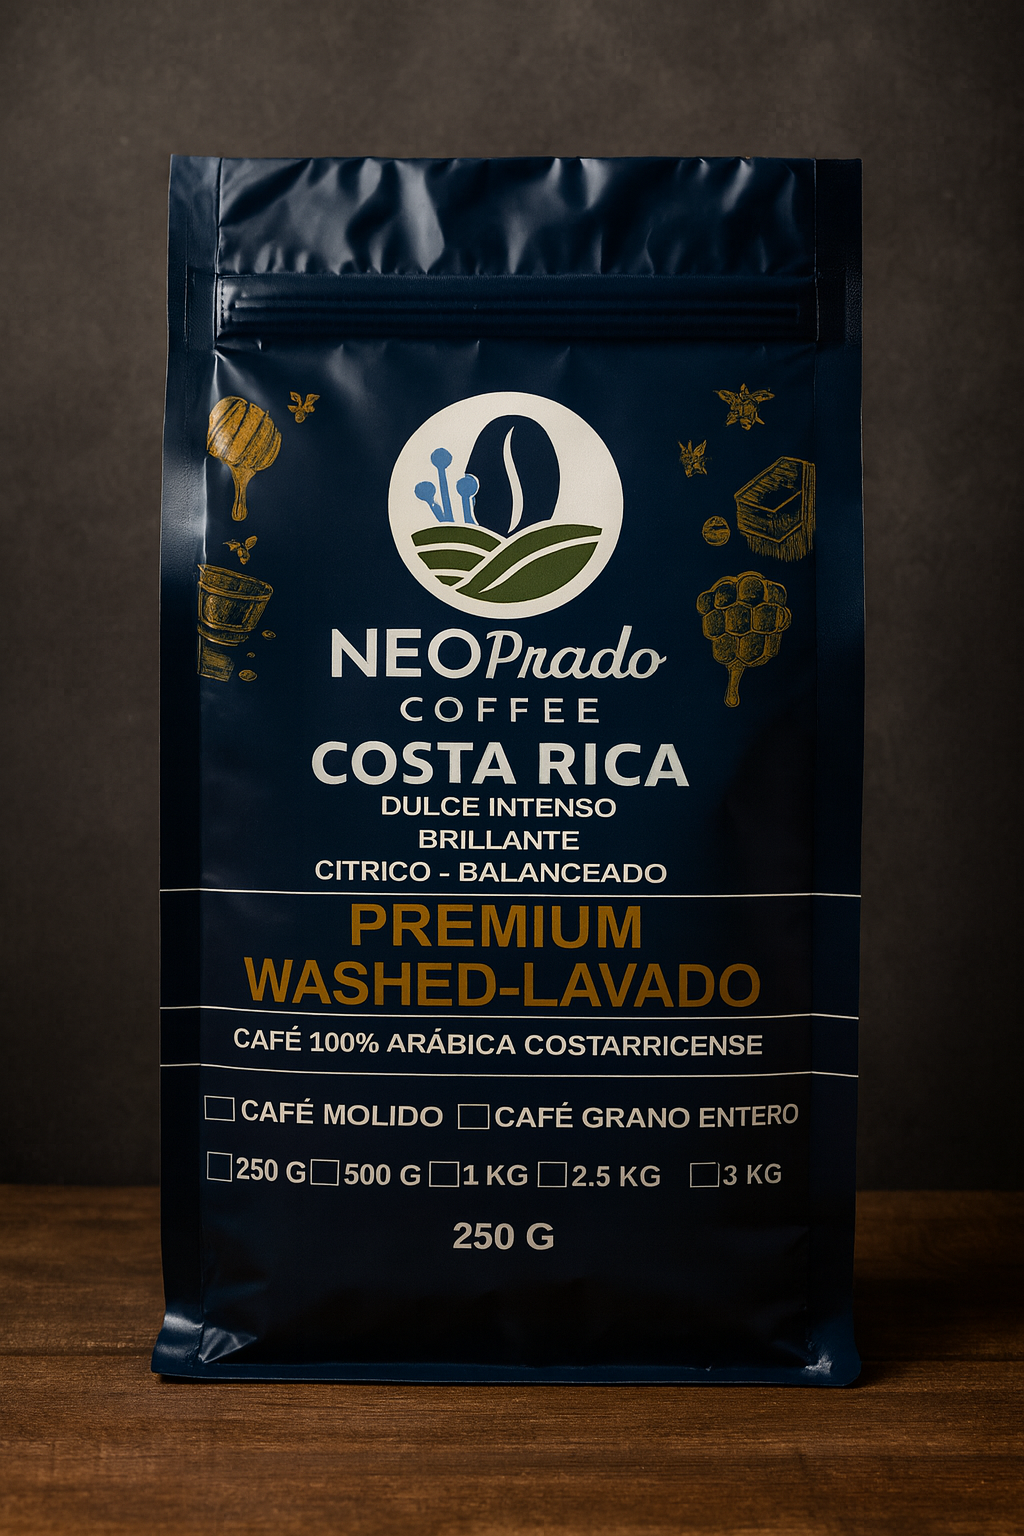 NEOPrado
COFFEE
COSTA RICA
DULCE INTENSO
BRILLANTE
CITRICO - BALANCEADO
PREMIUM
WASHED-LAVADO
CAFÉ 100% ARÁBICA COSTARRICENSE
CAFÉ MOLIDO CAFÉ GRANO ENTERO
250 G 500 G 1 KG 2.5 KG 3 KG
250 G